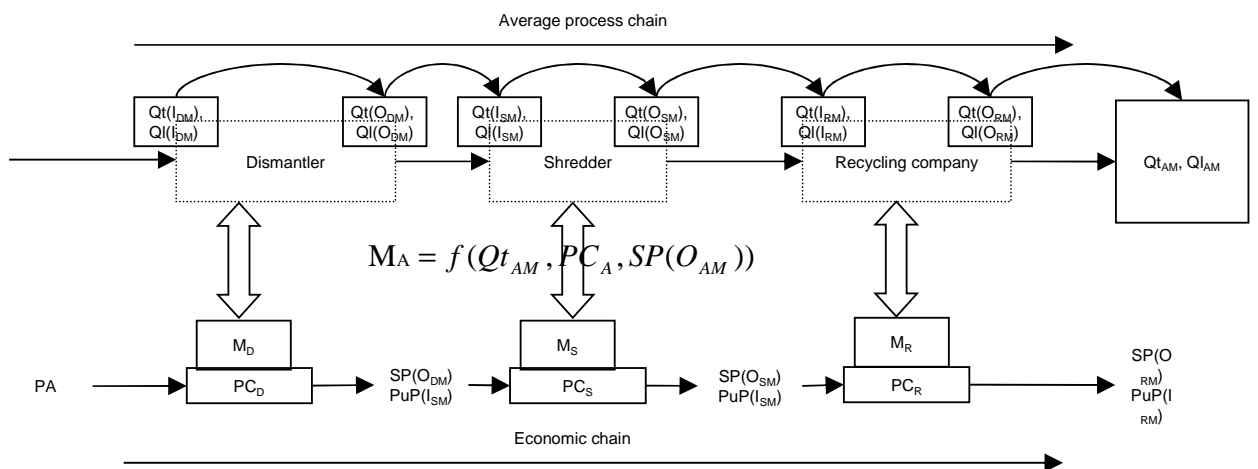 Average process chain
Qt(I_DM), Qt(O_DM), Qt(I_SM), Qt(O_SM), Qt(I_RM), Qt(O_RM),
Ql(I_DM) Ql(O_DM) Ql(I_SM) Ql(O_SM) Ql(I_RM) Ql(O_RM)
Dismantler Shredder Recycling company Qt_AM, Ql_AM
M_A = f(Qt_AM, PC_A, SP(O_AM))
M_D M_S M_R
PA PC_D PC_S PC_R
SP(O_DM)
PuP(I_SM)
SP(O_SM)
PuP(I_SM)
SP(O
RM)
PuP(I
RM)
Economic chain